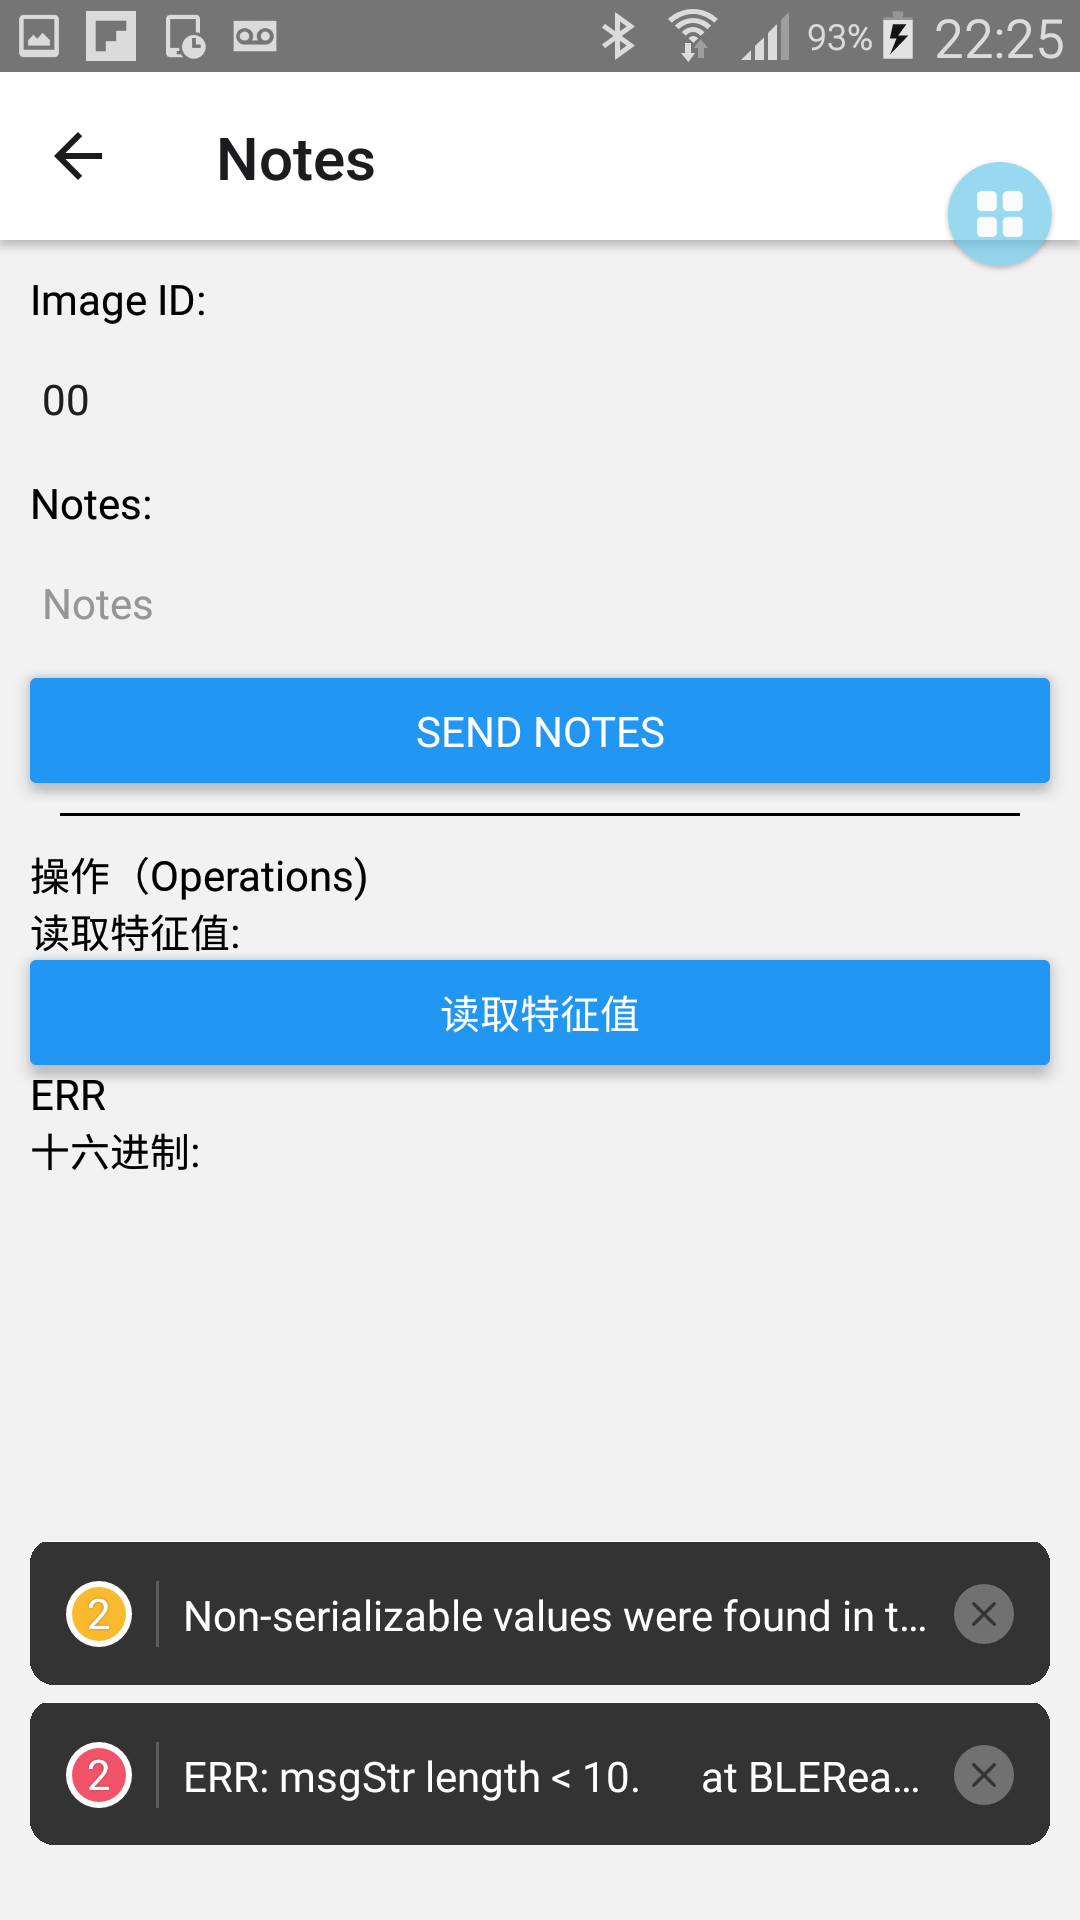 93% 22:25
Notes
Image ID:
00
Notes:
Notes
SEND NOTES
操作（Operations)
读取特征值:
读取特征值
ERR
十六进制:
2 Non-serializable values were found in t...
2 ERR: msgStr length < 10. at BLERea...